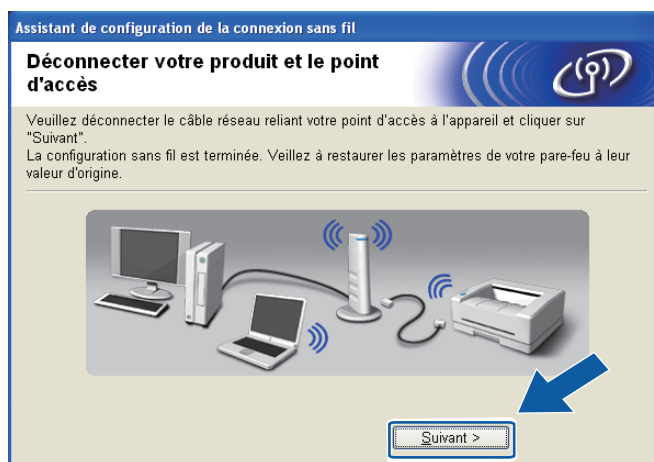 Assistant de configuration de la connexion sans fil
Déconnecter votre produit et le point
d'accès
Veuillez déconnecter le câble réseau reliant votre point d'accès à l'appareil et cliquer sur
"Suivant".
La configuration sans fil est terminée. Veillez à restaurer les paramètres de votre pare-feu à leur
valeur d'origine.
Suivant >